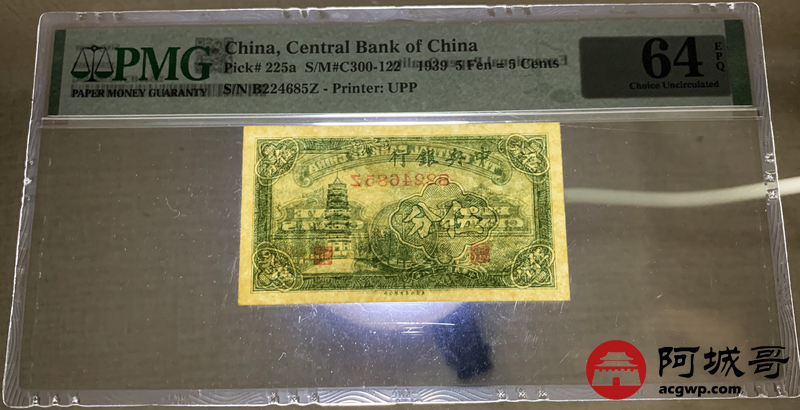 PMG
PAPER MONEY GUARANTY
China, Central Bank of China
Pick# 225a S/M#C300-122 1939 5 Fen = 5 Cents
S/N B224685Z - Printer: UPP
64 EPQ
Choice Uncirculated
行銀央中
B224685Z
分伍
阿城哥
acgwp.com